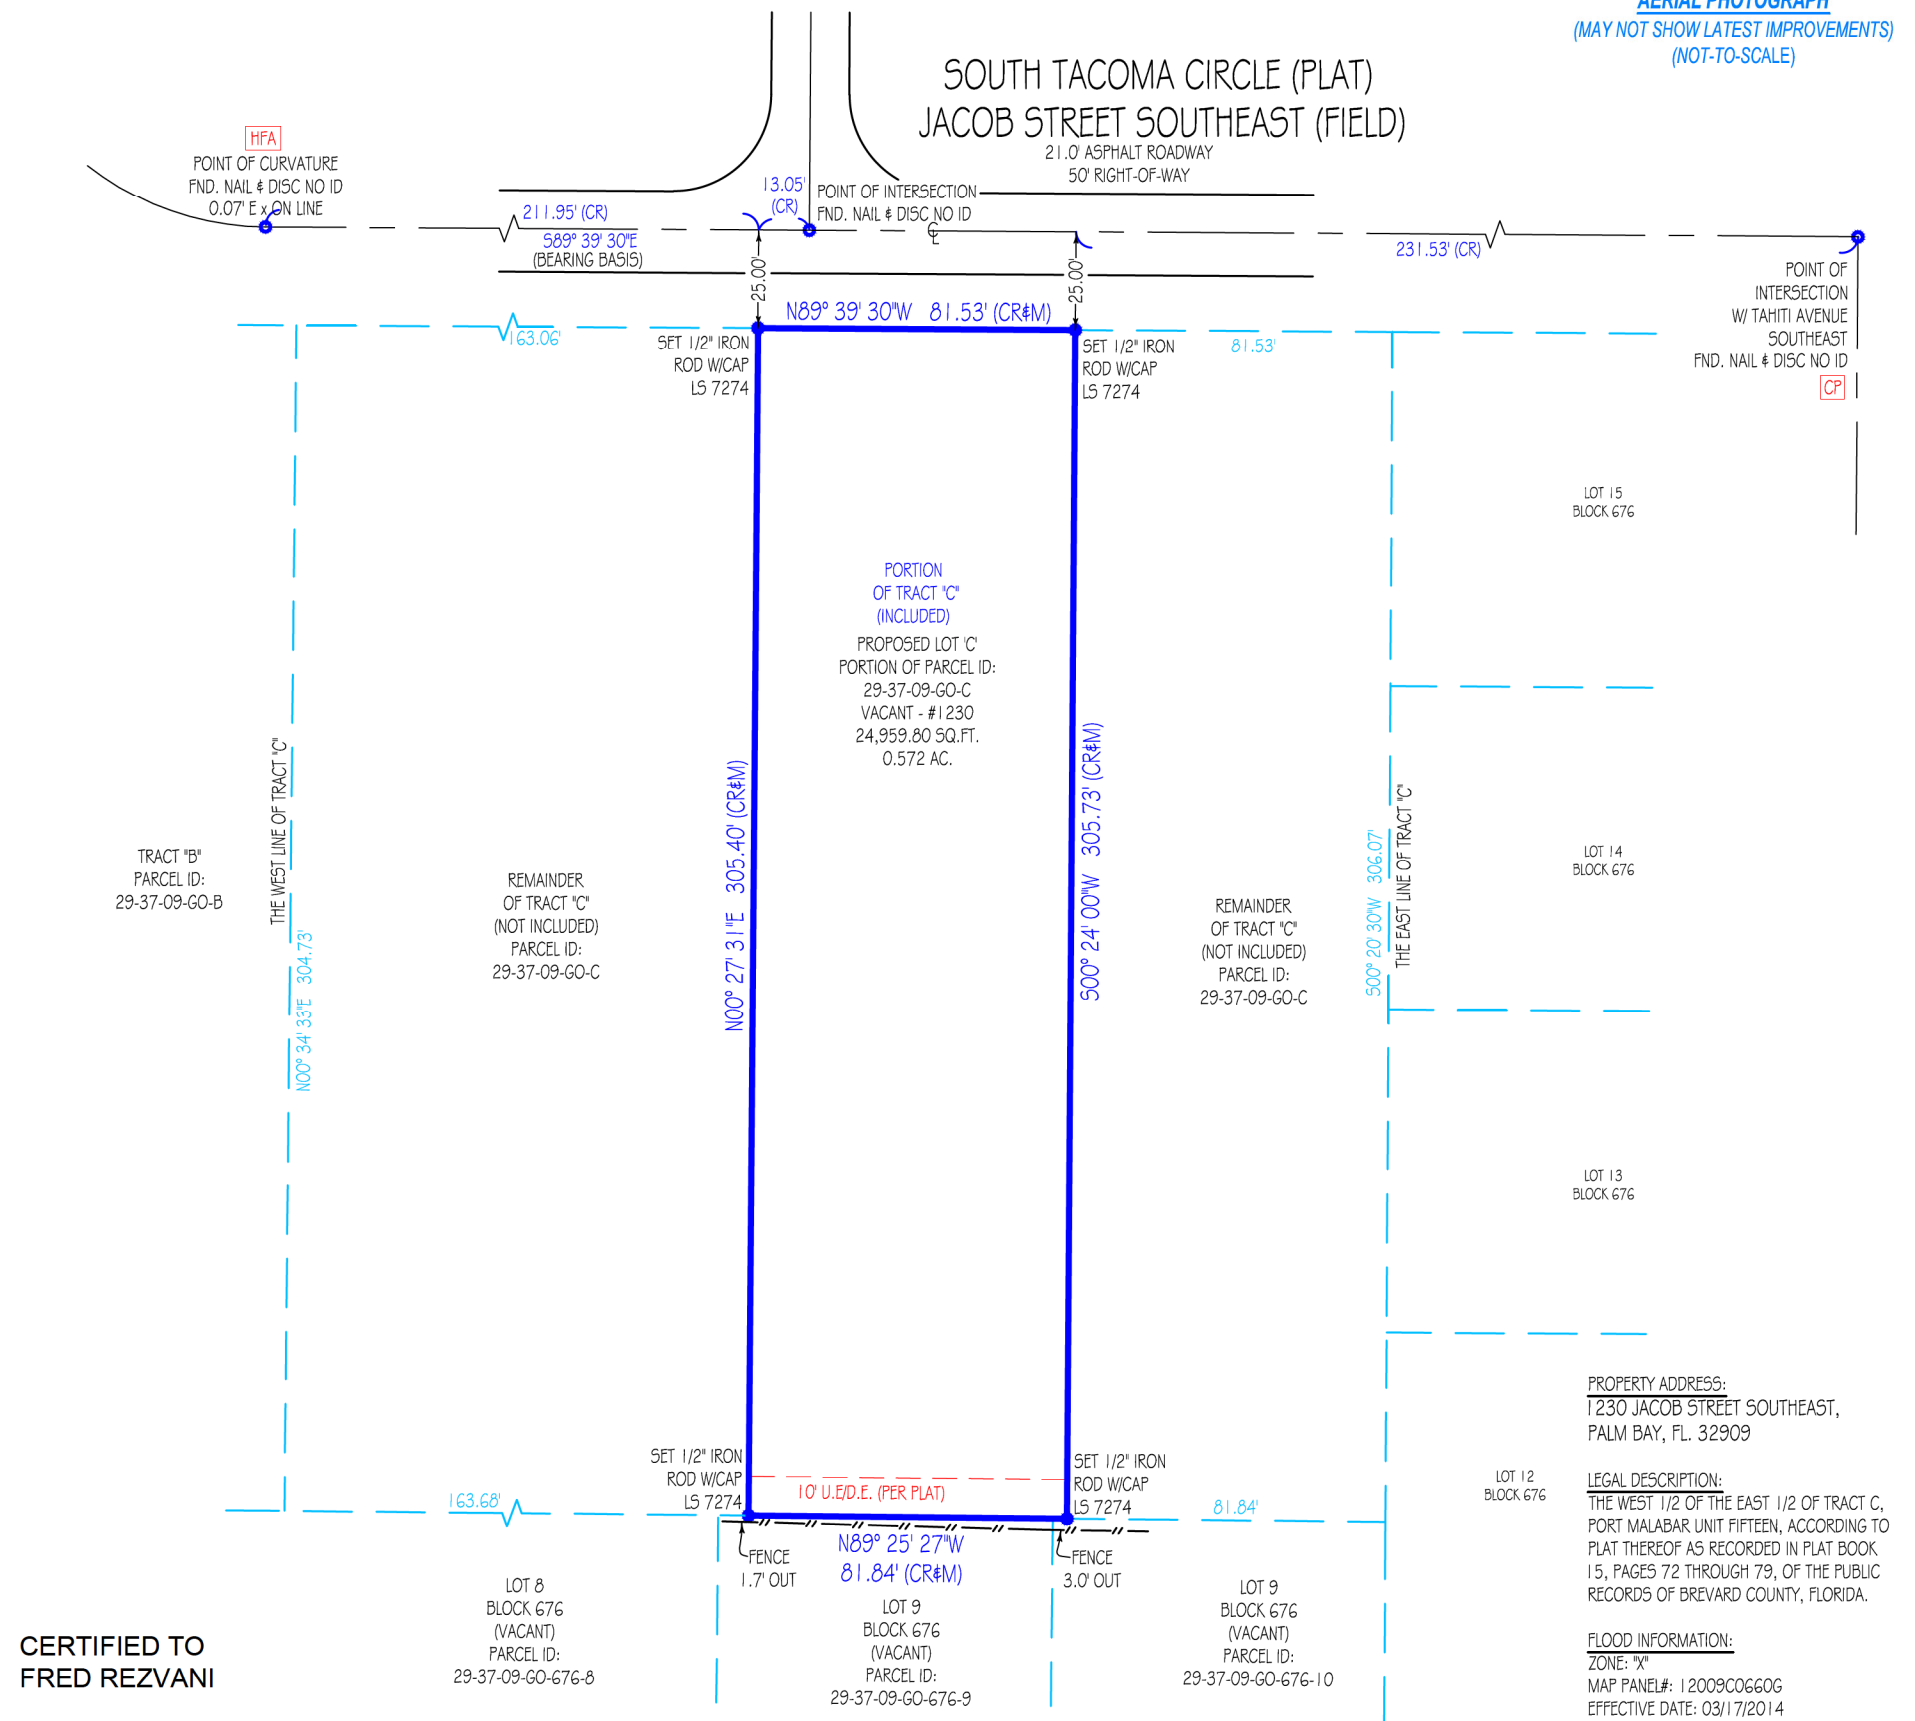 AERIAL PHOTOGRAPH
(MAY NOT SHOW LATEST IMPROVEMENTS)
(NOT-TO-SCALE)
SOUTH TACOMA CIRCLE (PLAT)
JACOB STREET SOUTHEAST (FIELD)
21.0' ASPHALT ROADWAY
50' RIGHT-OF-WAY
HFA
POINT OF CURVATURE
FND. NAIL & DISC NO ID
0.07' E x ON LINE
211.95' (CR)
S89° 39' 30"E
(BEARING BASIS)
13.05'
(CR)
POINT OF INTERSECTION
FND. NAIL & DISC NO ID
231.53' (CR)
POINT OF
INTERSECTION
W/ TAHITI AVENUE
SOUTHEAST
FND. NAIL & DISC NO ID
CP
25.00'
25.00'
N89° 39' 30"W 81.53' (CR&M)
163.06'
SET 1/2" IRON
ROD W/CAP
LS 7274
SET 1/2" IRON
ROD W/CAP
LS 7274
81.53'
LOT 15
BLOCK 676
PORTION
OF TRACT "C"
(INCLUDED)
PROPOSED LOT 'C'
PORTION OF PARCEL ID:
29-37-09-GO-C
VACANT - #1230
24,959.80 SQ.FT.
0.572 AC.
THE WEST LINE OF TRACT "C"
N00° 34' 33"E 304.73'
N00° 27' 31"E 305.40' (CR&M)
S00° 24' 00"W 305.73' (CR&M)
S00° 20' 30"W 306.07'
THE EAST LINE OF TRACT "C"
TRACT "B"
PARCEL ID:
29-37-09-GO-B
REMAINDER
OF TRACT "C"
(NOT INCLUDED)
PARCEL ID:
29-37-09-GO-C
REMAINDER
OF TRACT "C"
(NOT INCLUDED)
PARCEL ID:
29-37-09-GO-C
LOT 14
BLOCK 676
LOT 13
BLOCK 676
LOT 12
BLOCK 676
SET 1/2" IRON
ROD W/CAP
LS 7274
10' U.E/D.E. (PER PLAT)
SET 1/2" IRON
ROD W/CAP
LS 7274
163.68'
81.84'
N89° 25' 27"W
81.84' (CR&M)
FENCE
1.7' OUT
FENCE
3.0' OUT
LOT 8
BLOCK 676
(VACANT)
PARCEL ID:
29-37-09-GO-676-8
LOT 9
BLOCK 676
(VACANT)
PARCEL ID:
29-37-09-GO-676-9
LOT 9
BLOCK 676
(VACANT)
PARCEL ID:
29-37-09-GO-676-10
PROPERTY ADDRESS:
1230 JACOB STREET SOUTHEAST,
PALM BAY, FL. 32909
LEGAL DESCRIPTION:
THE WEST 1/2 OF THE EAST 1/2 OF TRACT C,
PORT MALABAR UNIT FIFTEEN, ACCORDING TO
PLAT THEREOF AS RECORDED IN PLAT BOOK
15, PAGES 72 THROUGH 79, OF THE PUBLIC
RECORDS OF BREVARD COUNTY, FLORIDA.
FLOOD INFORMATION:
ZONE: "X"
MAP PANEL#: 12009C0660G
EFFECTIVE DATE: 03/17/2014
CERTIFIED TO
FRED REZVANI